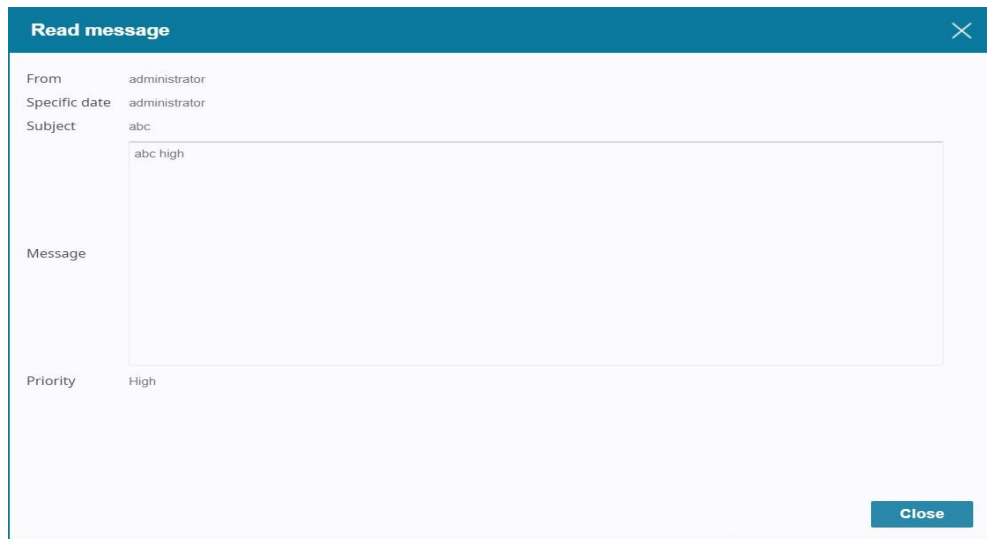 Read message
From administrator
Specific date administrator
Subject abc
abc high
Message
Priority High
Close